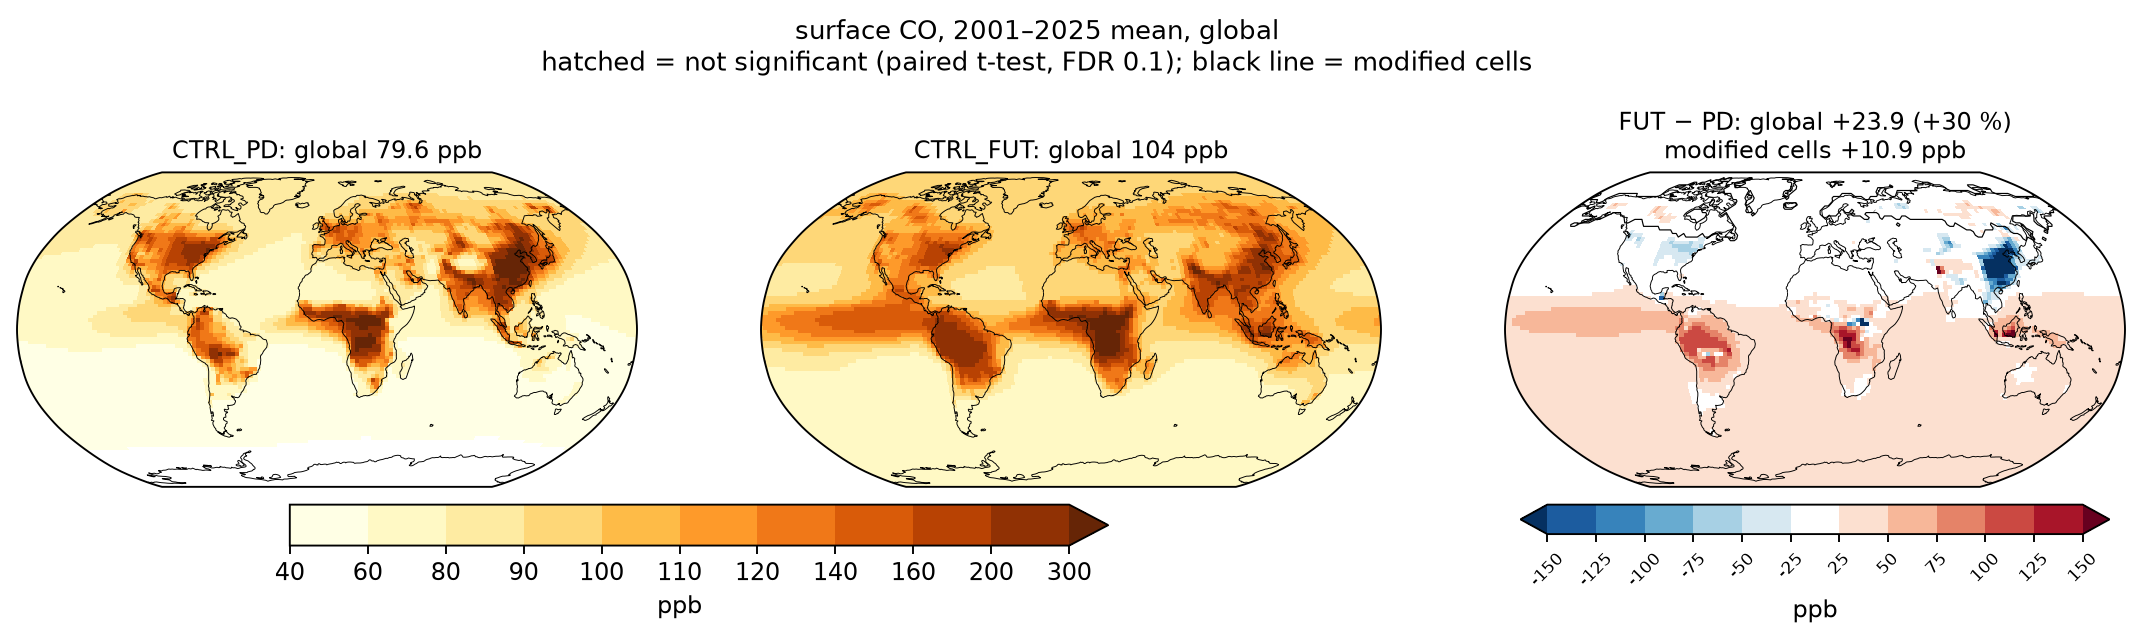 surface CO, 2001–2025 mean, global
hatched = not significant (paired t-test, FDR 0.1); black line = modified cells
CTRL_PD: global 79.6 ppb
CTRL_FUT: global 104 ppb
FUT − PD: global +23.9 (+30 %)
modified cells +10.9 ppb
40 60 80 90 100 110 120 140 160 200 300
ppb
-150 -125 -100 -75 -50 -25 25 50 75 100 125 150
ppb